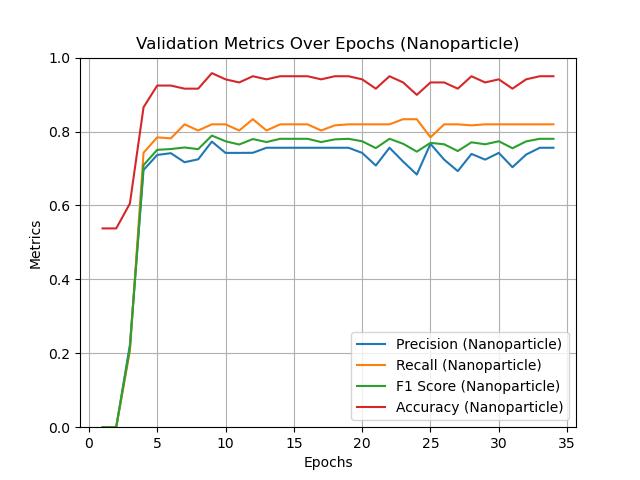 Validation Metrics Over Epochs (Nanoparticle)
1.0
0.8
0.6
0.4
0.2
0.0
Metrics
0 5 10 15 20 25 30 35
Epochs
Precision (Nanoparticle)
Recall (Nanoparticle)
F1 Score (Nanoparticle)
Accuracy (Nanoparticle)